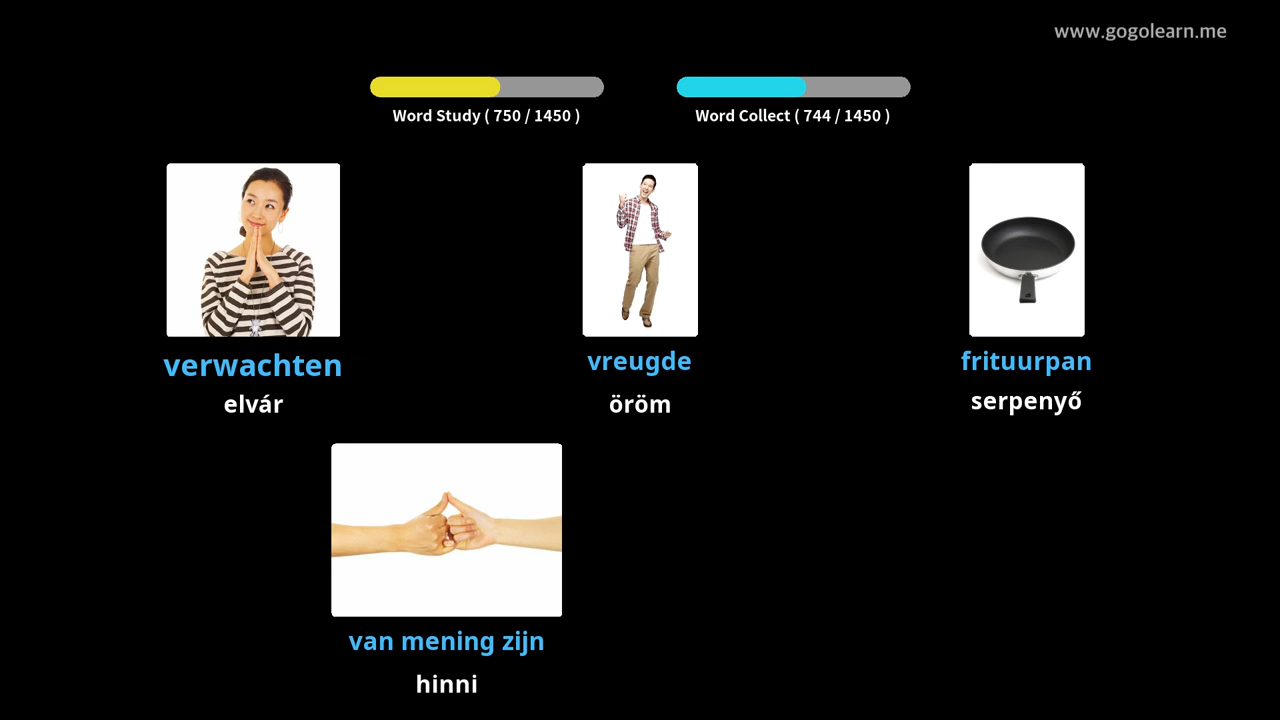 www.gogolearn.me
Word Study ( 750 / 1450 )
Word Collect ( 744 / 1450 )
verwachten
elvár
vreugde
öröm
frituurpan
serpenyő
van mening zijn
hinni